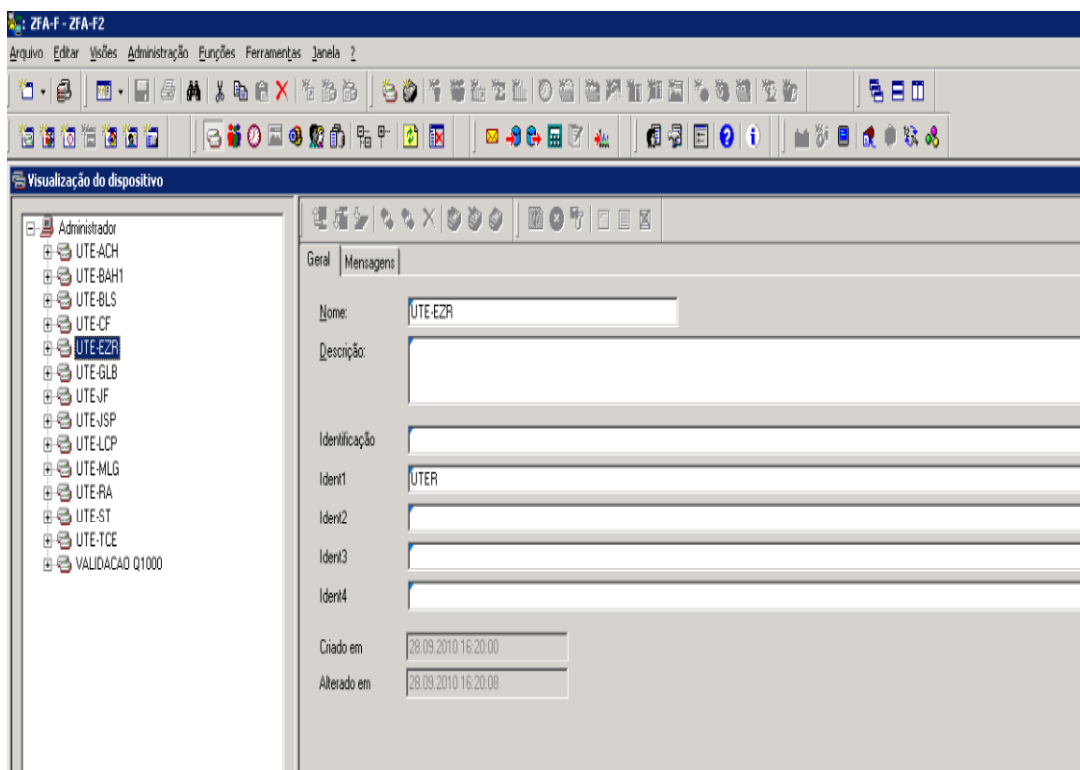 ZFA-F - ZFA-F2
Arquivo Editar Visões Administração Funções Ferramentas Janela ?
Visualização do dispositivo
Administrador
UTE-ACH
UTE-BAH1
UTE-BLS
UTE-CF
UTE-EZR
UTE-GLB
UTE-JF
UTE-JSP
UTE-LCP
UTE-MLG
UTE-RA
UTE-ST
UTE-TCE
VALIDACAO Q1000
Geral Mensagens
Nome: UTE-EZR
Descrição:
Identificação
Ident1 UTER
Ident2
Ident3
Ident4
Criado em 28.09.2010 16:20:00
Alterado em 28.09.2010 16:20:08